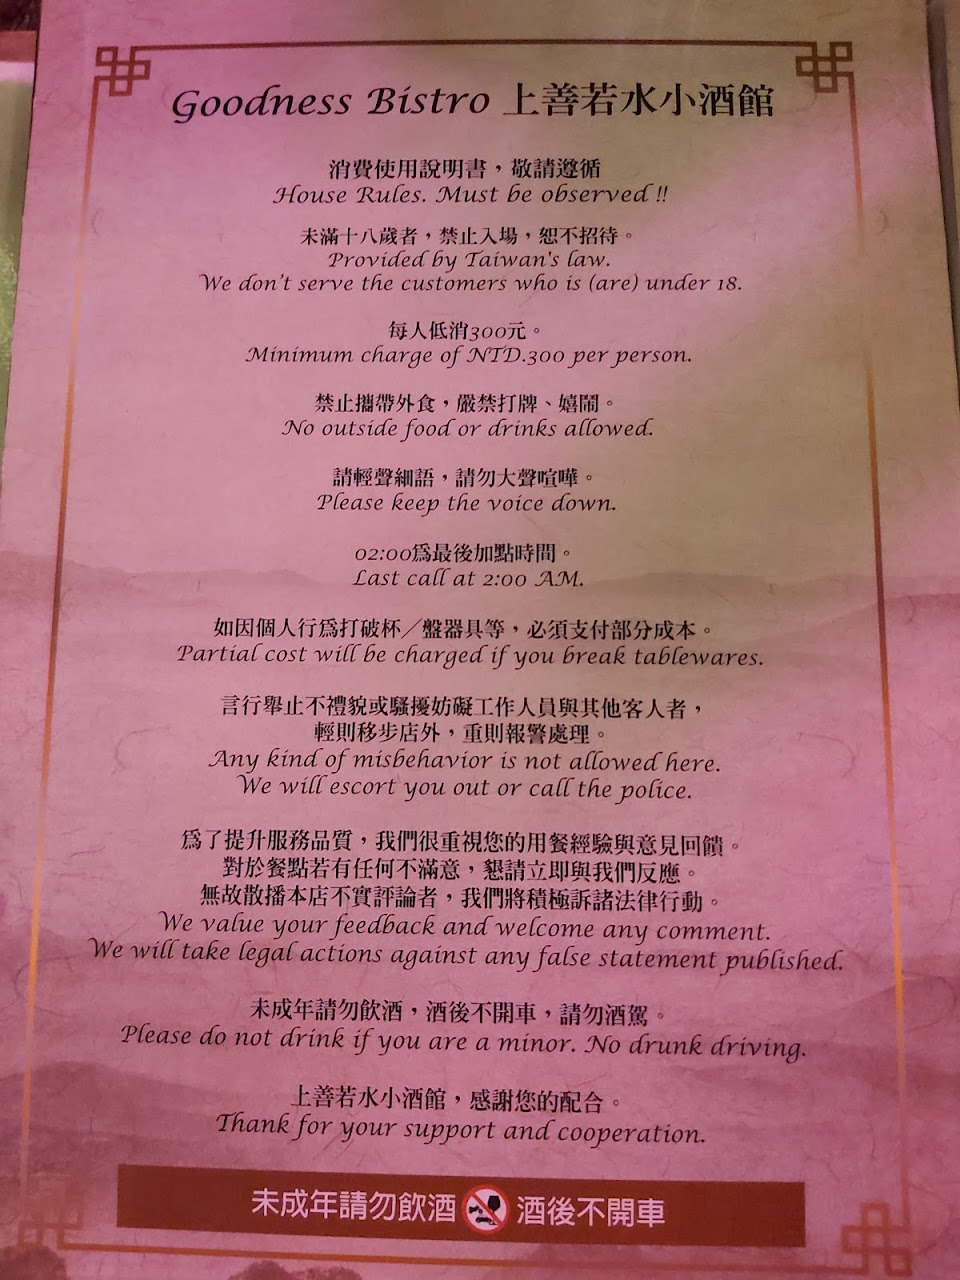 Goodness Bistro 上善若水小酒館
消費使用說明書，敬請遵循
House Rules. Must be observed !!
未滿十八歲者，禁止入場，恕不招待。
Provided by Taiwan's law.
We don't serve the customers who is (are) under 18.
每人低消300元。
Minimum charge of NTD.300 per person.
禁止攜帶外食，嚴禁打牌、嬉鬧。
No outside food or drinks allowed.
請輕聲細語，請勿大聲喧嘩。
Please keep the voice down.
02:00為最後加點時間。
Last call at 2:00 AM.
如因個人行為打破杯／盤器具等，必須支付部分成本。
Partial cost will be charged if you break tablewares.
言行舉止不禮貌或騷擾妨礙工作人員與其他客人者，
輕則移步店外，重則報警處理。
Any kind of misbehavior is not allowed here.
We will escort you out or call the police.
為了提升服務品質，我們很重視您的用餐經驗與意見回饋。
對於餐點若有任何不滿意，懇請立即與我們反應。
無故散播本店不實評論者，我們將積極訴諸法律行動。
We value your feedback and welcome any comment.
We will take legal actions against any false statement published.
未成年請勿飲酒，酒後不開車，請勿酒駕。
Please do not drink if you are a minor. No drunk driving.
上善若水小酒館，感謝您的配合。
Thank for your support and cooperation.
未成年請勿飲酒 酒後不開車